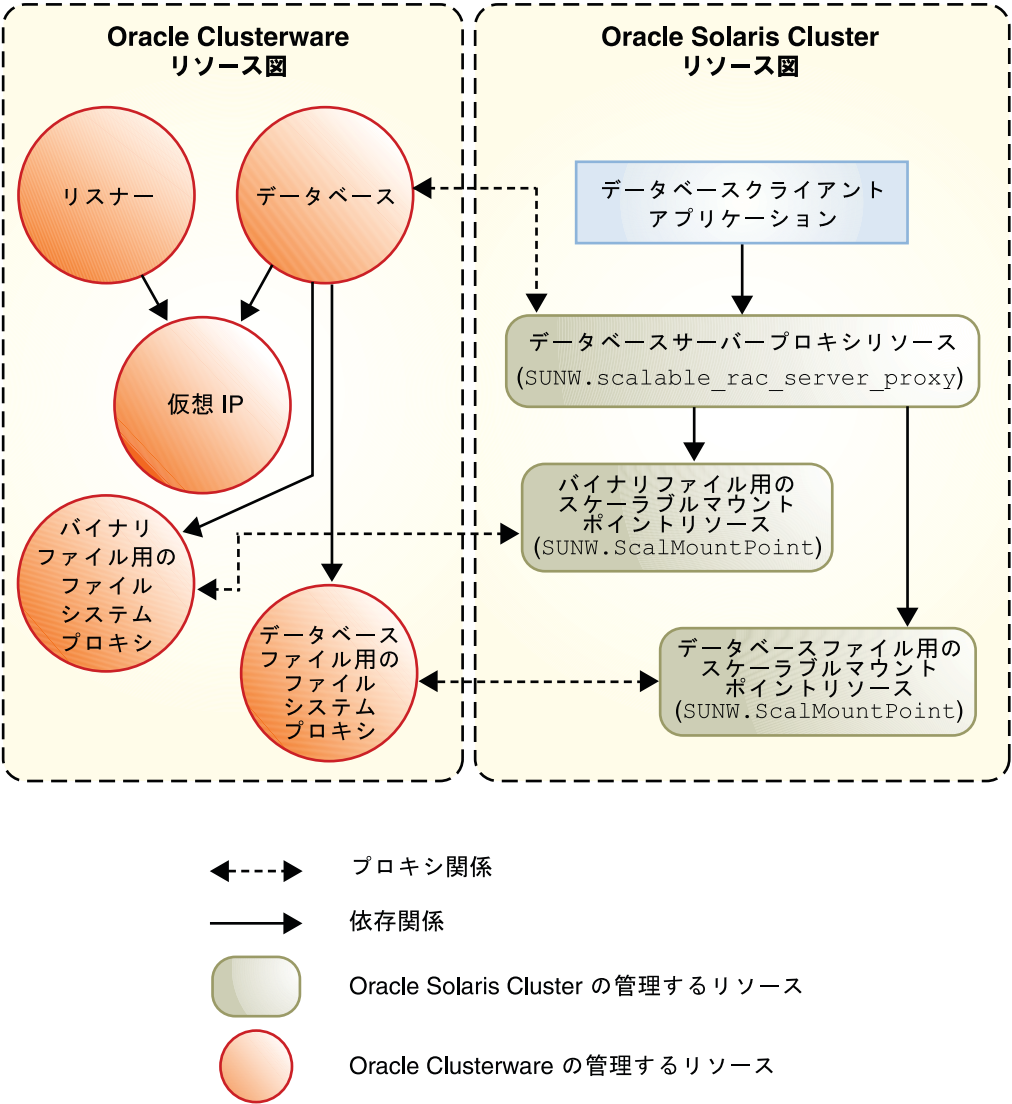 Oracle Clusterware
リソース図
リスナー
データベース
仮想 IP
バイナリ
ファイル用の
ファイル
システム
プロキシ
データベース
ファイル用の
ファイル
システム
プロキシ
Oracle Solaris Cluster
リソース図
データベースクライアント
アプリケーション
データベースサーバープロキシリソース
(SUNW.scalable_rac_server_proxy)
バイナリファイル用の
スケーラブルマウント
ポイントリソース
(SUNW.ScalMountPoint)
データベースファイル用の
スケーラブルマウント
ポイントリソース
(SUNW.ScalMountPoint)
プロキシ関係
依存関係
Oracle Solaris Cluster の管理するリソース
Oracle Clusterware の管理するリソース